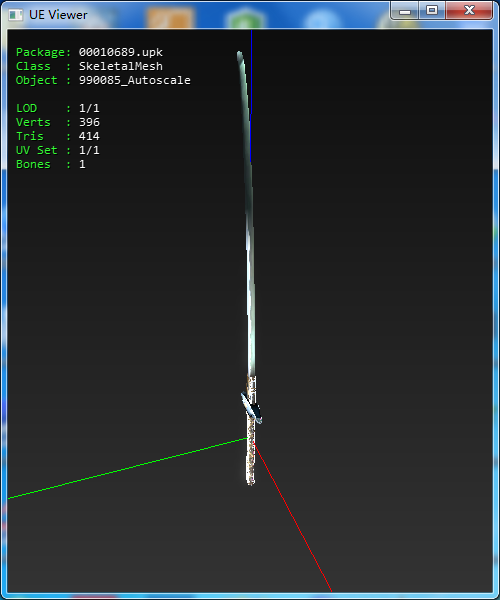 UE Viewer
Package: 00010689.upk
Class : SkeletalMesh
Object : 990085_Autoscale
LOD : 1/1
Verts : 396
Tris : 414
UV Set : 1/1
Bones : 1